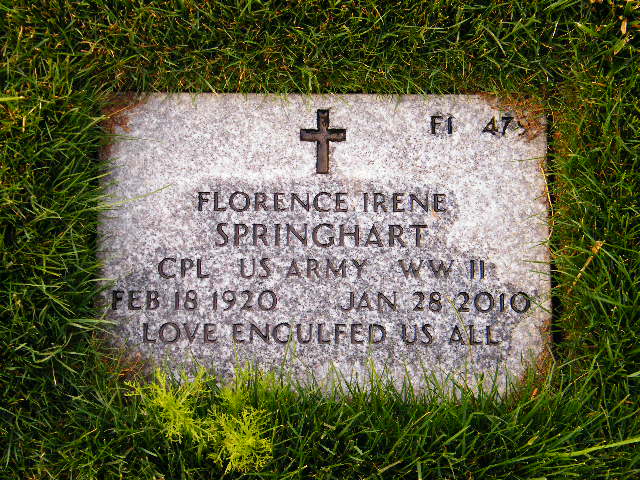 F1
FLORENCE IRENE
SPRINGHART
CPL US ARMY WW II
FEB 18 1920 JAN 28 2010
LOVE ENGULFED US ALL